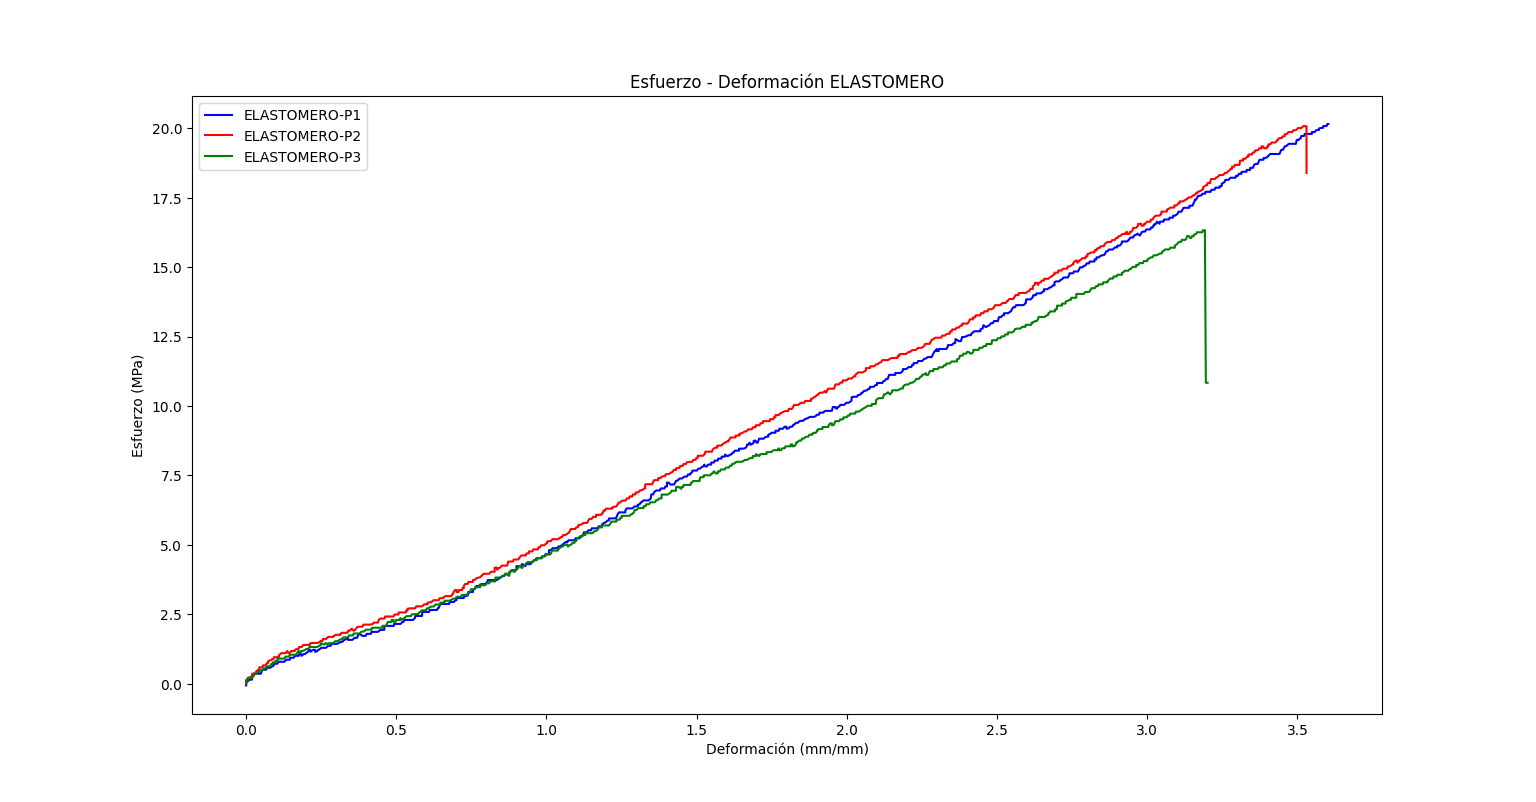 Esfuerzo - Deformación ELASTOMERO
ELASTOMERO-P1
ELASTOMERO-P2
ELASTOMERO-P3
20.0
17.5
15.0
12.5
10.0
7.5
5.0
2.5
0.0
Esfuerzo (MPa)
0.0 0.5 1.0 1.5 2.0 2.5 3.0 3.5
Deformación (mm/mm)